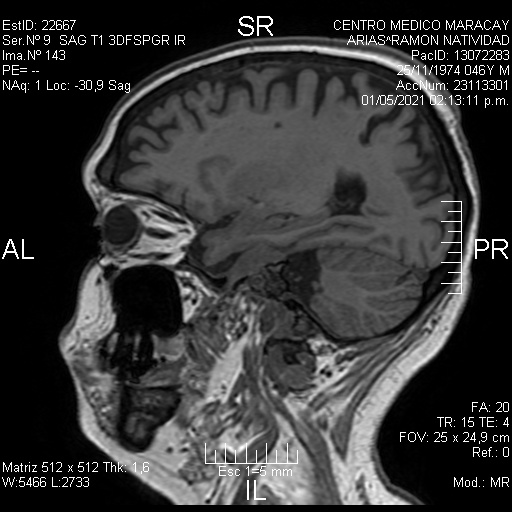 EstID: 22667
Ser.Nº 9 SAG T1 3DFSPGR IR
Ima.Nº 143
PE= --
NAq: 1 Loc: -30,9 Sag
SR
CENTRO MEDICO MARACAY
ARIAS^RAMON NATIVIDAD
PacID: 13072283
25/11/1974 046Y M
AccNum: 23113301
01/05/2021 02:13:11 p.m.
AL
PR
FA: 20
TR: 15 TE: 4
FOV: 25 x 24,9 cm
Ref.: 0
Mod.: MR
Matriz 512 x 512 Thk: 1,6
W:5466 L:2733
Esc 1=5 mm
IL